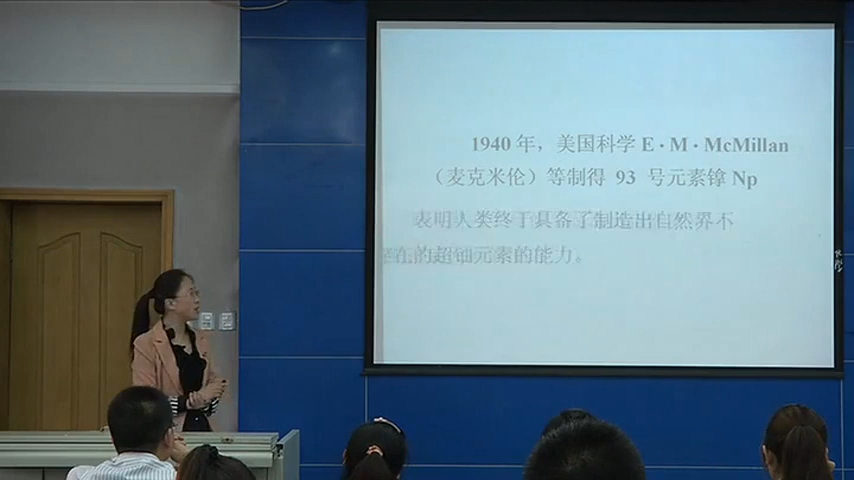 1940 年，美国科学 E · M · McMillan
（麦克米伦）等制得 93 号元素镎 Np
表明人类终于具备了制造出自然界不
存在的超铀元素的能力。